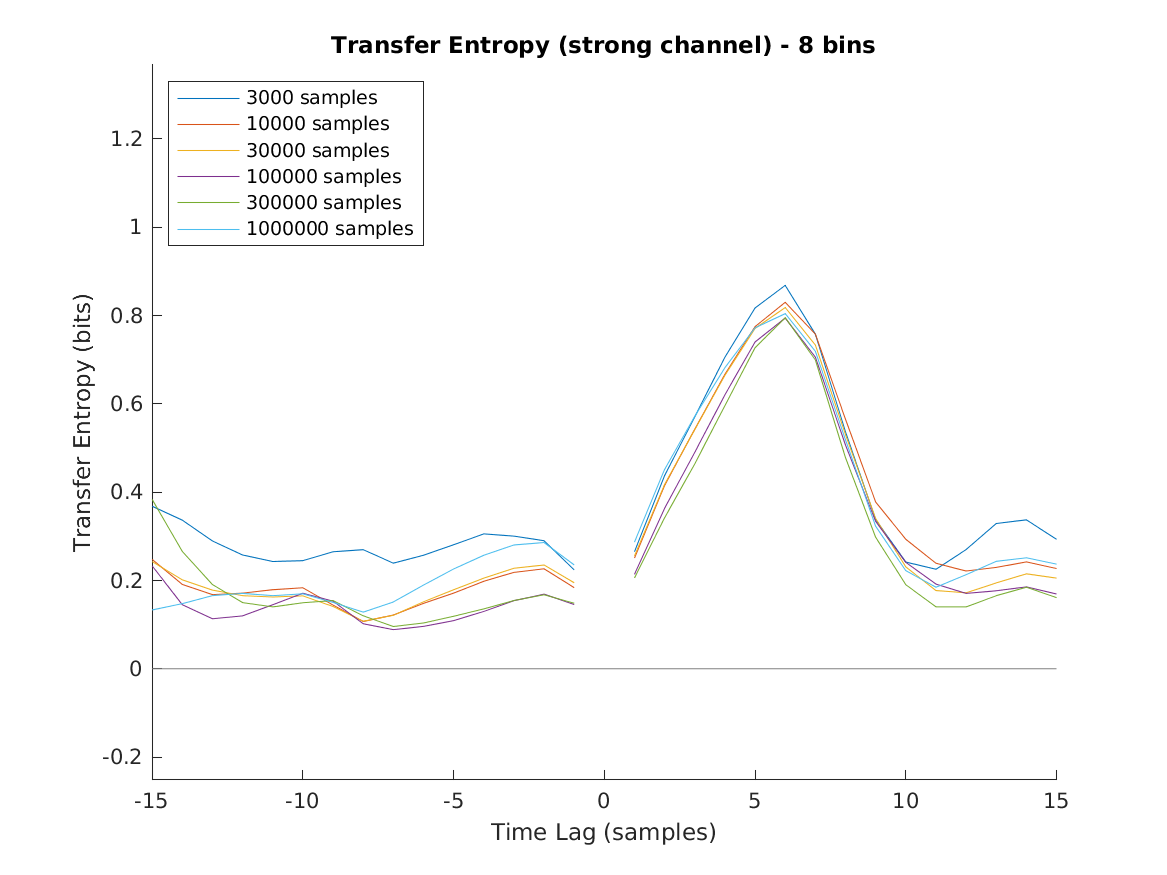 Transfer Entropy (strong channel) - 8 bins
3000 samples
10000 samples
30000 samples
100000 samples
300000 samples
1000000 samples
Transfer Entropy (bits)
1.2
1
0.8
0.6
0.4
0.2
0
-0.2
-15 -10 -5 0 5 10 15
Time Lag (samples)